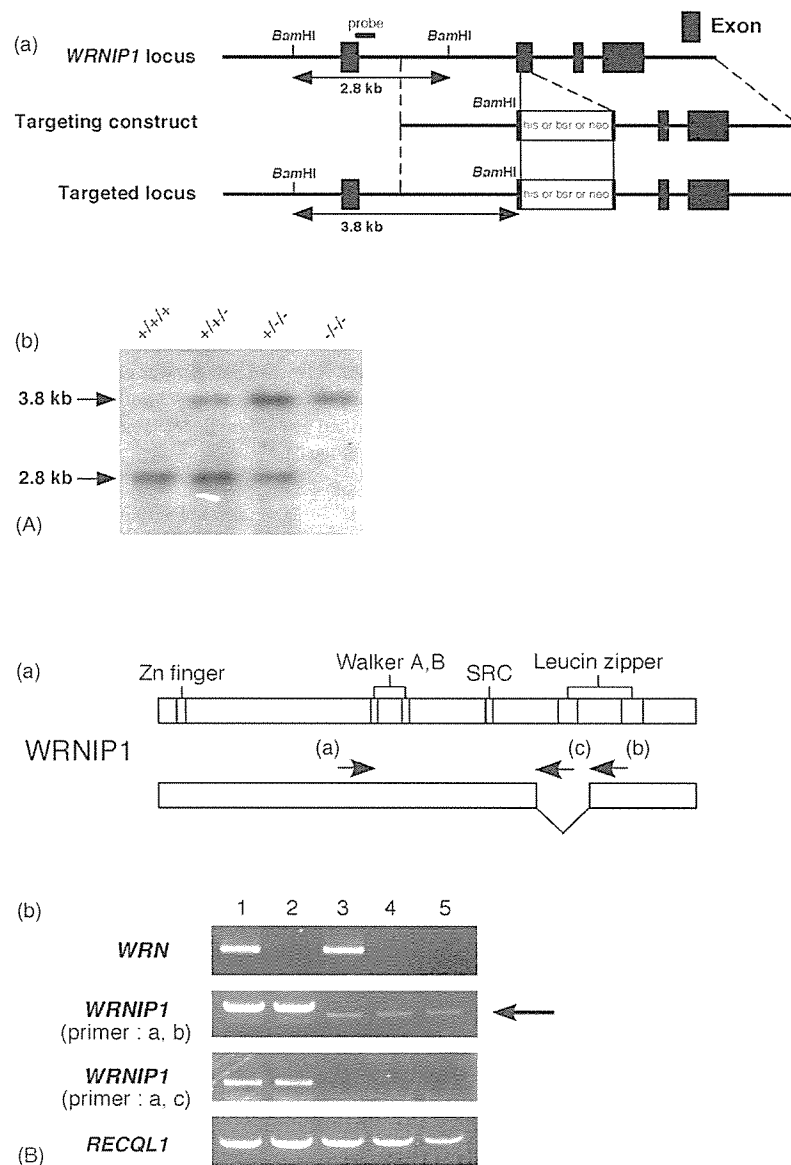 (a)
probe
BamHI
BamHI
Exon
WRNIP1 locus
2.8 kb
BamHI
Targeting construct
his or bsr or neo
BamHI
BamHI
Targeted locus
his or bsr or neo
3.8 kb
+/+/+ +/+/- +/-/- -/-/-
(b)
3.8 kb
2.8 kb
(A)
(a)
Zn finger
Walker A,B
SRC
Leucin zipper
WRNIP1
(a)
(c)
(b)
(b)
1 2 3 4 5
WRN
WRNIP1
(primer : a, b)
WRNIP1
(primer : a, c)
(B)
RECQL1